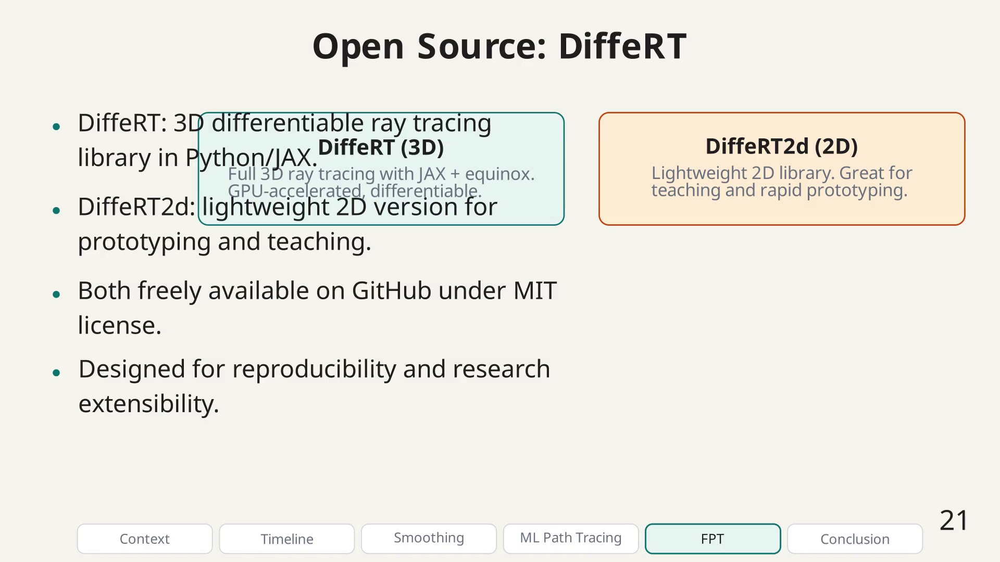 Open Source: DiffeRT
DiffeRT: 3D differentiable ray tracing
library in Python/JAX.
DiffeRT2d: lightweight 2D version for
prototyping and teaching.
Both freely available on GitHub under MIT
license.
Designed for reproducibility and research
extensibility.
DiffeRT (3D)
Full 3D ray tracing with JAX + equinox.
GPU-accelerated, differentiable.
DiffeRT2d (2D)
Lightweight 2D library. Great for
teaching and rapid prototyping.
Context
Timeline
Smoothing
ML Path Tracing
FPT
Conclusion
21